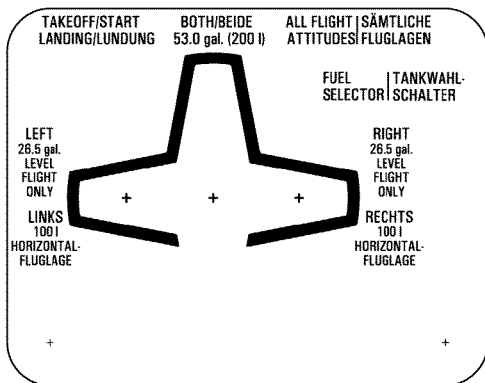 TAKEOFF/START
LANDING/LUNDUNG
BOTH/BEIDE
53.0 gal. (200 l)
ALL FLIGHT | SÄMTLICHE
ATTITUDES | FLUGLAGEN
FUEL | TANKWAHL-
SELECTOR | SCHALTER
LEFT
26.5 gal.
LEVEL
FLIGHT
ONLY
LINKS
100 l
HORIZONTAL-
FLUGLAGE
RIGHT
26.5 gal.
LEVEL
FLIGHT
ONLY
RECHTS
100 l
HORIZONTAL-
FLUGLAGE